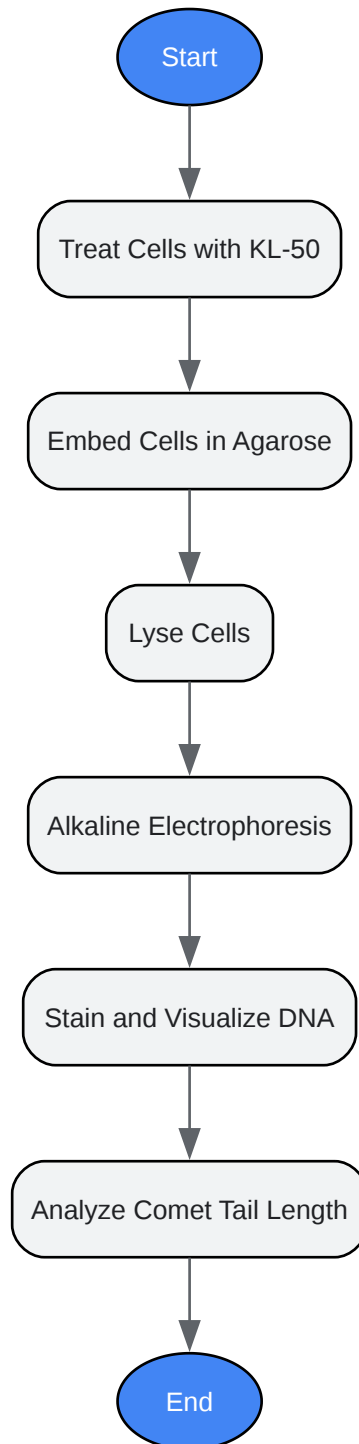 Start
Treat Cells with KL-50
Embed Cells in Agarose
Lyse Cells
Alkaline Electrophoresis
Stain and Visualize DNA
Analyze Comet Tail Length
End